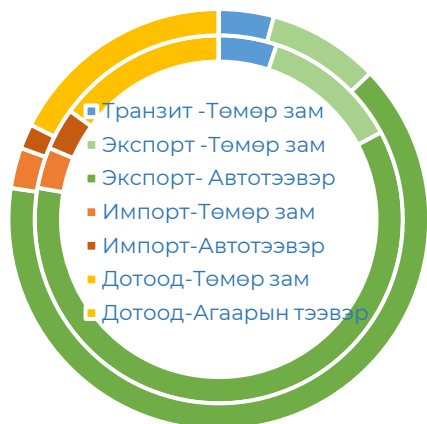 Транзит -Төмөр зам
Экспорт -Төмөр зам
Экспорт- Автотээвэр
Импорт-Төмөр зам
Импорт-Автотээвэр
Дотоод-Төмөр зам
Дотоод-Агаарын тээвэр